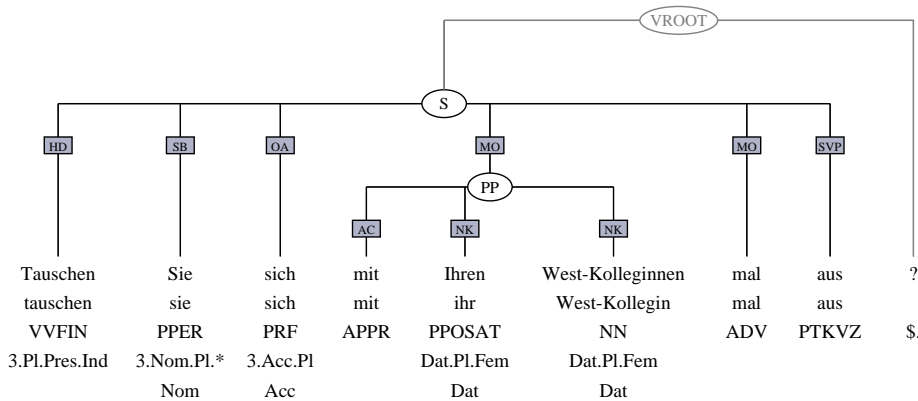 VROOT
S
HD SB OA MO MO SVP
PP
AC NK NK
Tauschen Sie sich mit Ihren West-Kolleginnen mal aus ?
tauschen sie sich mit ihr West-Kollegin mal aus
VVFIN PPER PRF APPR PPOSAT NN ADV PTKVZ $.
3.Pl.Pres.Ind 3.Nom.Pl.* 3.Acc.Pl Dat.Pl.Fem Dat.Pl.Fem
Nom Acc Dat Dat